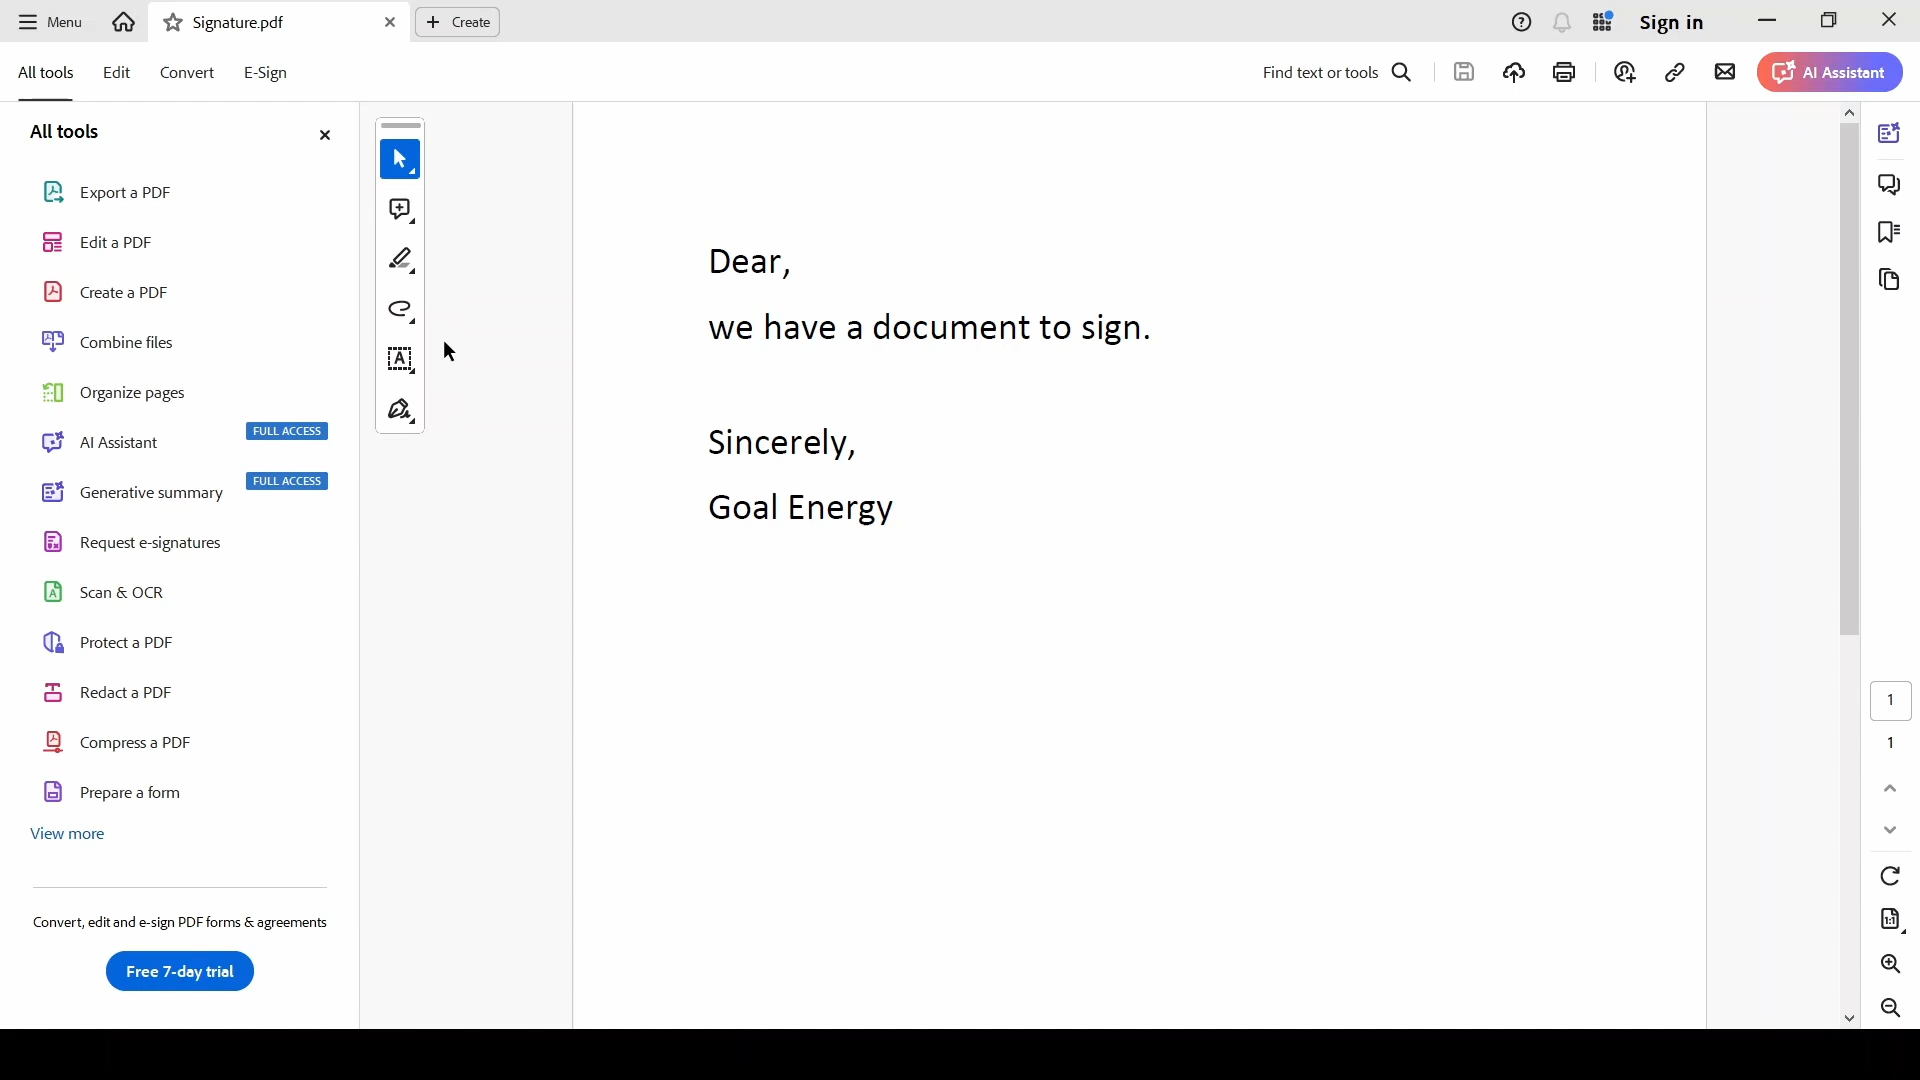 Menu
Signature.pdf
Create
Sign in
All tools
Edit
Convert
E-Sign
Find text or tools
AI Assistant
All tools
Export a PDF
Edit a PDF
Create a PDF
Combine files
Organize pages
AI Assistant
FULL ACCESS
Generative summary
FULL ACCESS
Request e-signatures
Scan & OCR
Protect a PDF
Redact a PDF
Compress a PDF
Prepare a form
View more
Convert, edit and e-sign PDF forms & agreements
Free 7-day trial
Dear,
we have a document to sign.
Sincerely,
Goal Energy
1
1